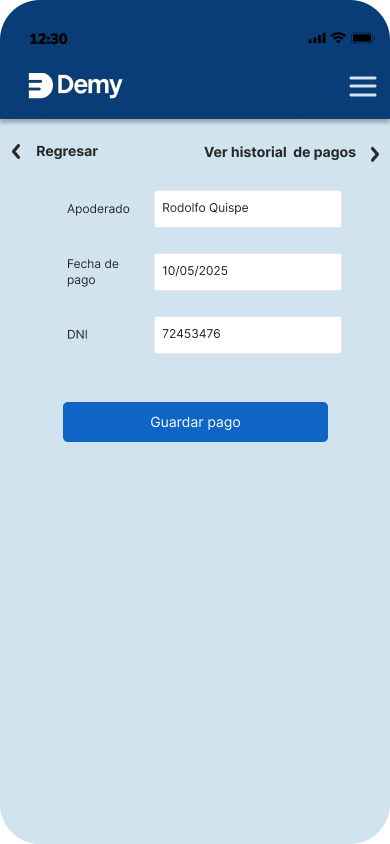 12:30
Demy
Regresar
Ver historial de pagos
Apoderado
Rodolfo Quispe
Fecha de
pago
10/05/2025
DNI
72453476
Guardar pago